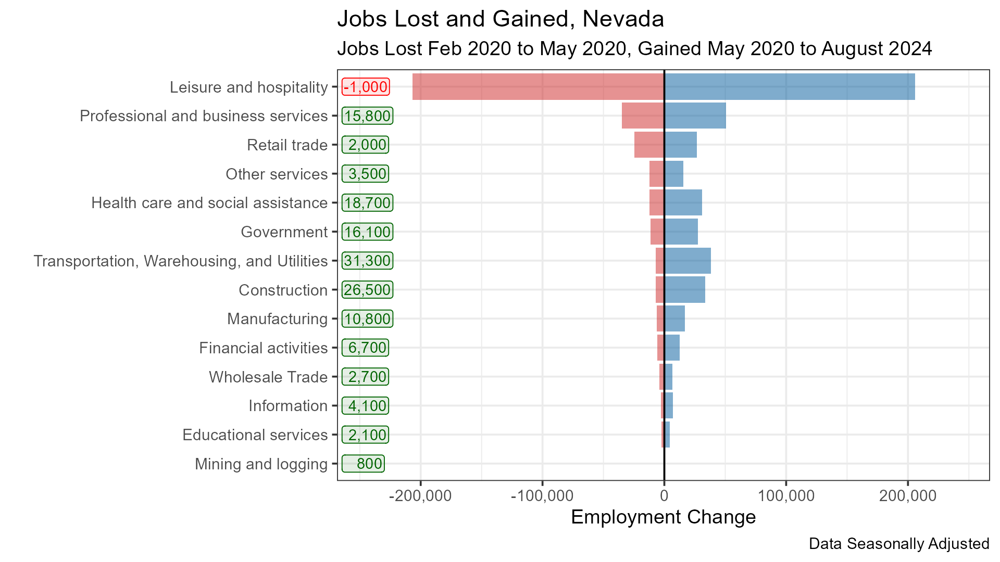 Jobs Lost and Gained, Nevada
Jobs Lost Feb 2020 to May 2020, Gained May 2020 to August 2024
Leisure and hospitality -1,000
Professional and business services 15,800
Retail trade 2,000
Other services 3,500
Health care and social assistance 18,700
Government 16,100
Transportation, Warehousing, and Utilities 31,300
Construction 26,500
Manufacturing 10,800
Financial activities 6,700
Wholesale Trade 2,700
Information 4,100
Educational services 2,100
Mining and logging 800
-200,000 -100,000 0 100,000 200,000
Employment Change
Data Seasonally Adjusted